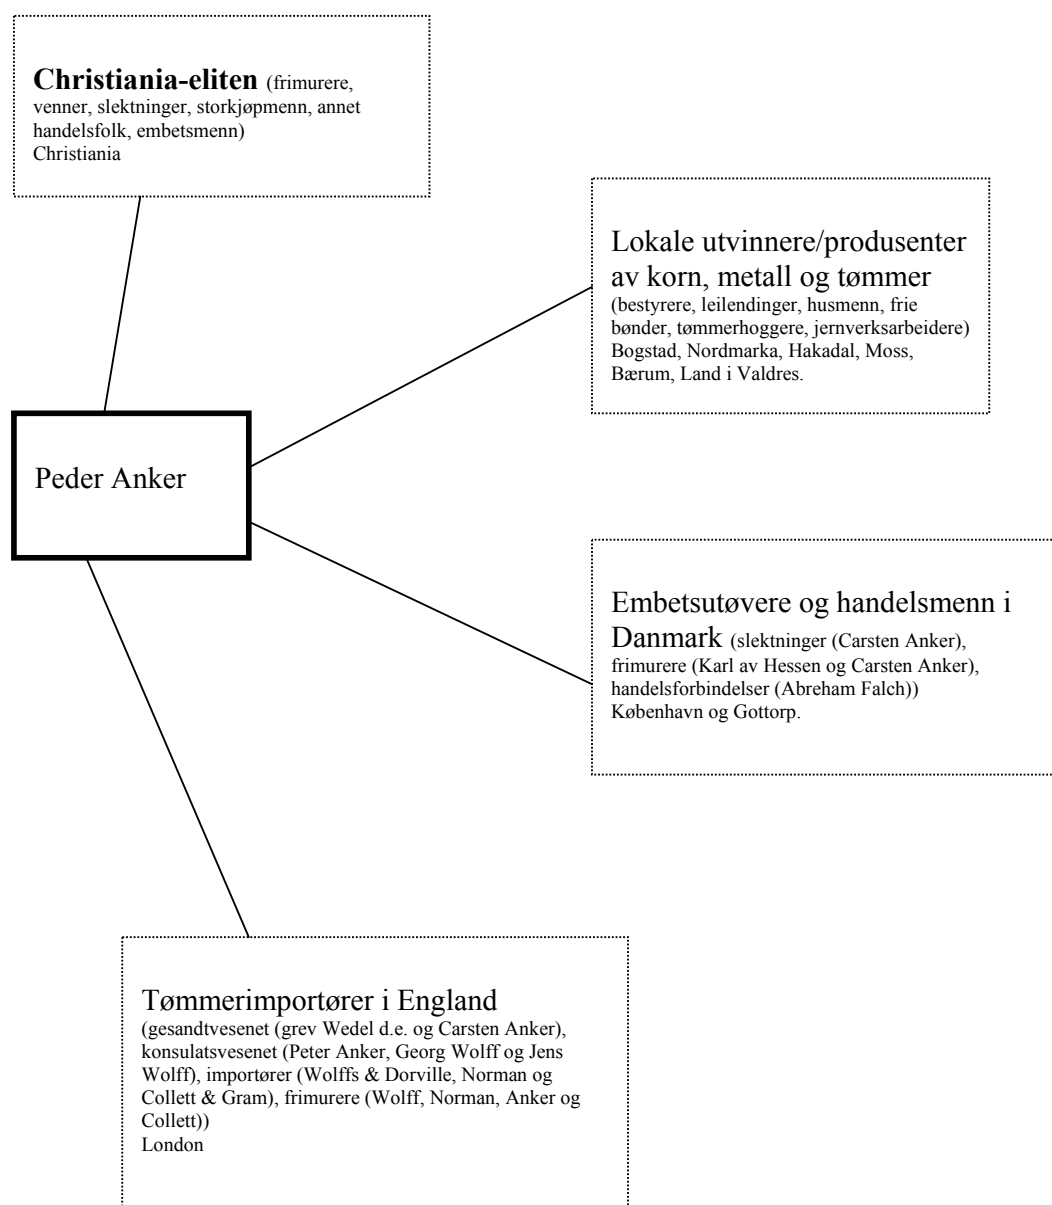 Christiania-eliten (frimurere,
venner, slektninger, storkjøpmenn, annet
handelsfolk, embetsmenn)
Christiania
Lokale utvinnere/produsenter
av korn, metall og tømmer
(bestyrere, leilendinger, husmenn, frie
bønder, tømmerhoggere, jernverksarbeidere)
Bogstad, Nordmarka, Hakadal, Moss,
Bærum, Land i Valdres.
Peder Anker
Embetsutøvere og handelsmenn i
Danmark (slektninger (Carsten Anker),
frimurere (Karl av Hessen og Carsten Anker),
handelsforbindelser (Abreham Falch))
København og Gottorp.
Tømmerimportører i England
(gesandtvesenet (grev Wedel d.e. og Carsten Anker),
konsulatsvesenet (Peter Anker, Georg Wolff og Jens
Wolff), importører (Wolffs & Dorville, Norman og
Collett & Gram), frimurere (Wolff, Norman, Anker og
Collett))
London